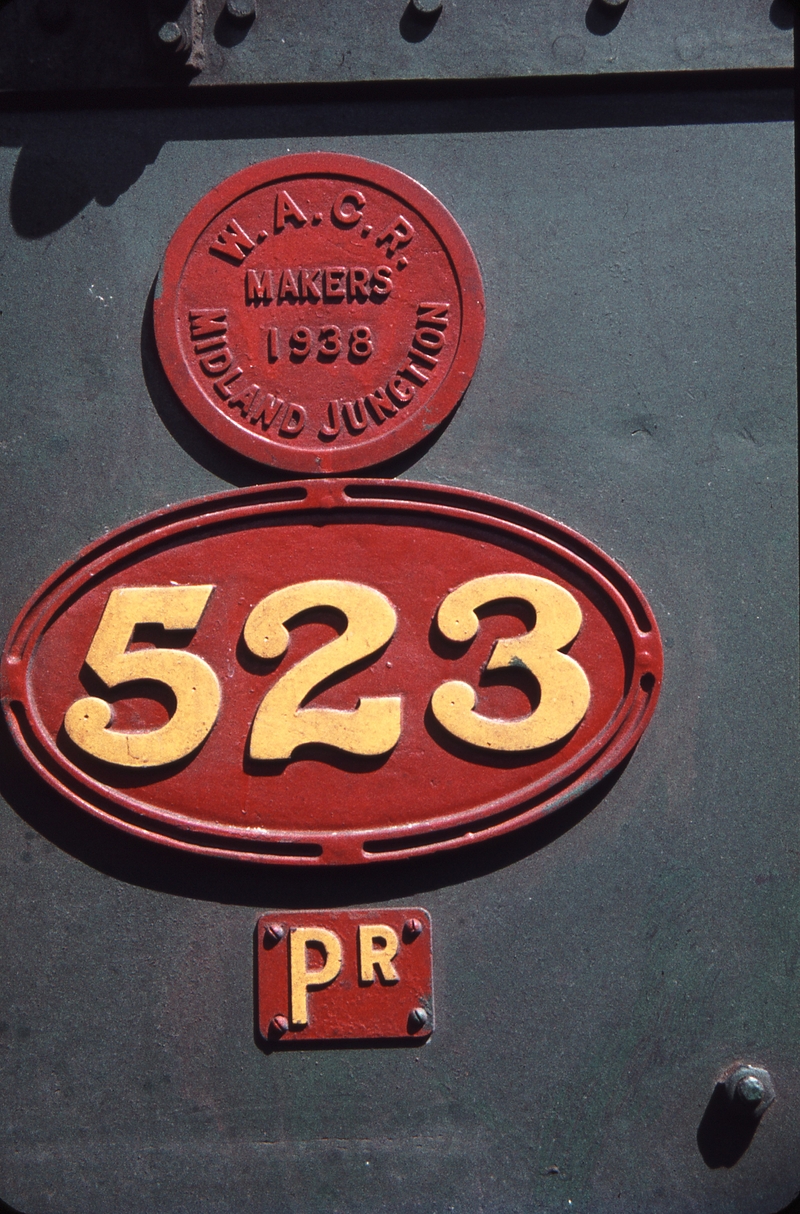 W.A.G.R.
MAKERS
1938
MIDLAND JUNCTION
523
PR